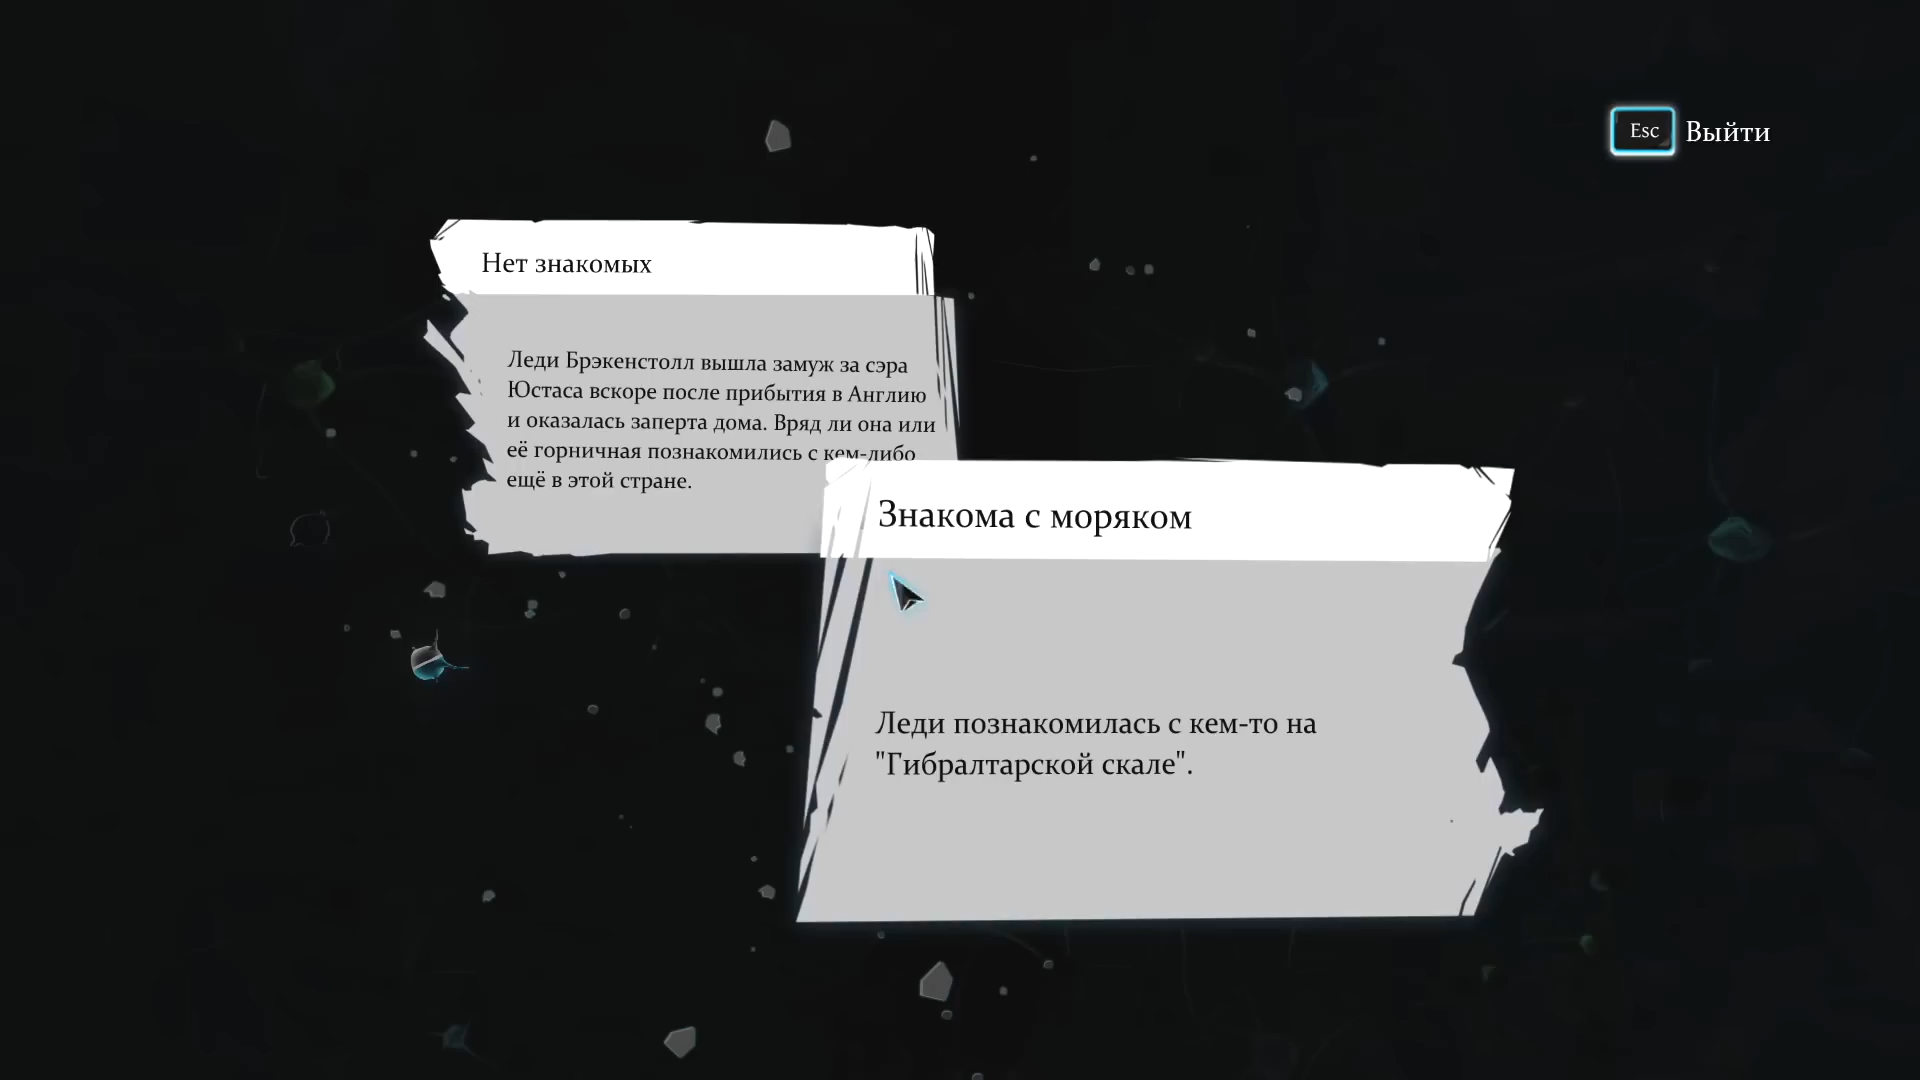 Esc Выйти
Нет знакомых
Леди Брэкенстолл вышла замуж за сэра
Юстаса вскоре после прибытия в Англию
и оказалась заперта дома. Вряд ли она или
её горничная познакомились с кем-либо
ещё в этой стране.
Знакома с моряком
Леди познакомилась с кем-то на
"Гибралтарской скале".